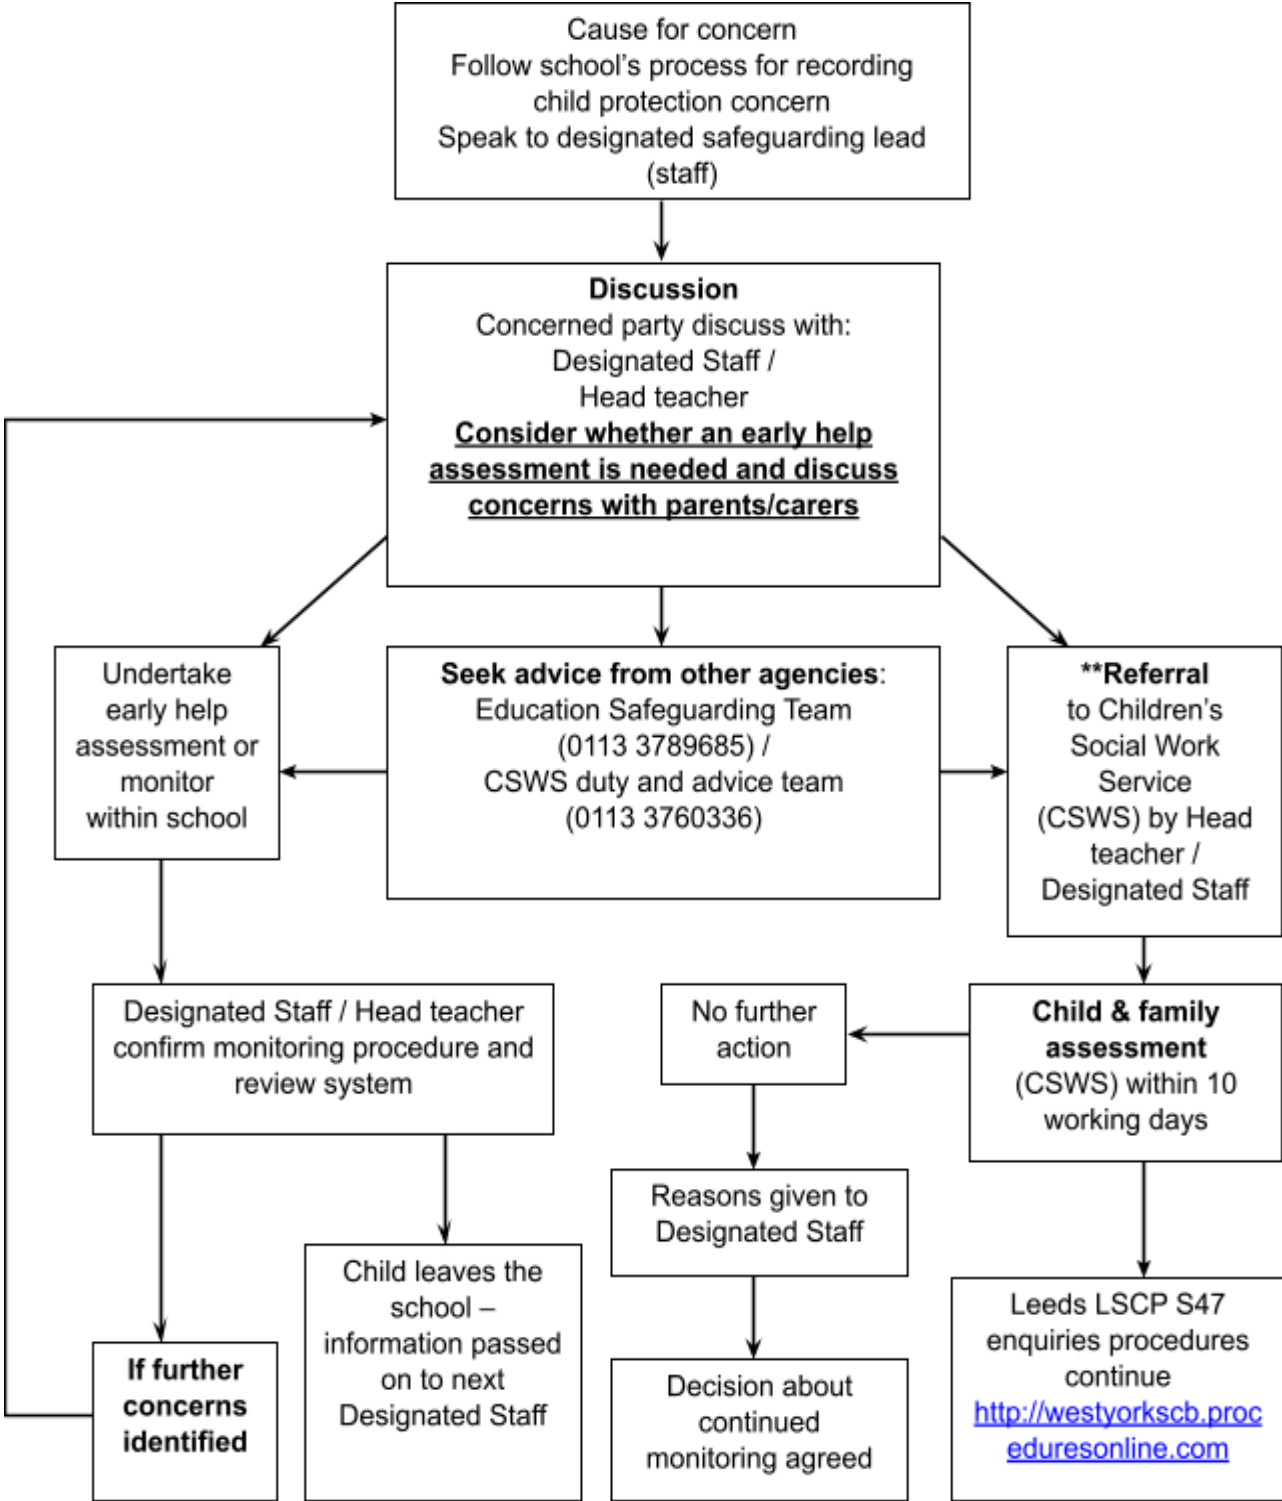 Cause for concern
Follow school's process for recording
child protection concern
Speak to designated safeguarding lead
(staff)
Discussion
Concerned party discuss with:
Designated Staff /
Head teacher
Consider whether an early help
assessment is needed and discuss
concerns with parents/carers
Undertake
early help
assessment or
monitor
within school
Seek advice from other agencies:
Education Safeguarding Team
(0113 3789685) /
CSWS duty and advice team
(0113 3760336)
**Referral
to Children's
Social Work
Service
(CSWS) by Head
teacher /
Designated Staff
Designated Staff / Head teacher
confirm monitoring procedure and
review system
No further
action
Child & family
assessment
(CSWS) within 10
working days
Reasons given to
Designated Staff
Child leaves the
school –
information passed
on to next
Designated Staff
If further
concerns
identified
Decision about
continued
monitoring agreed
Leeds LSCP S47
enquiries procedures
continue
http://westyorkscb.proc
eduresonline.com